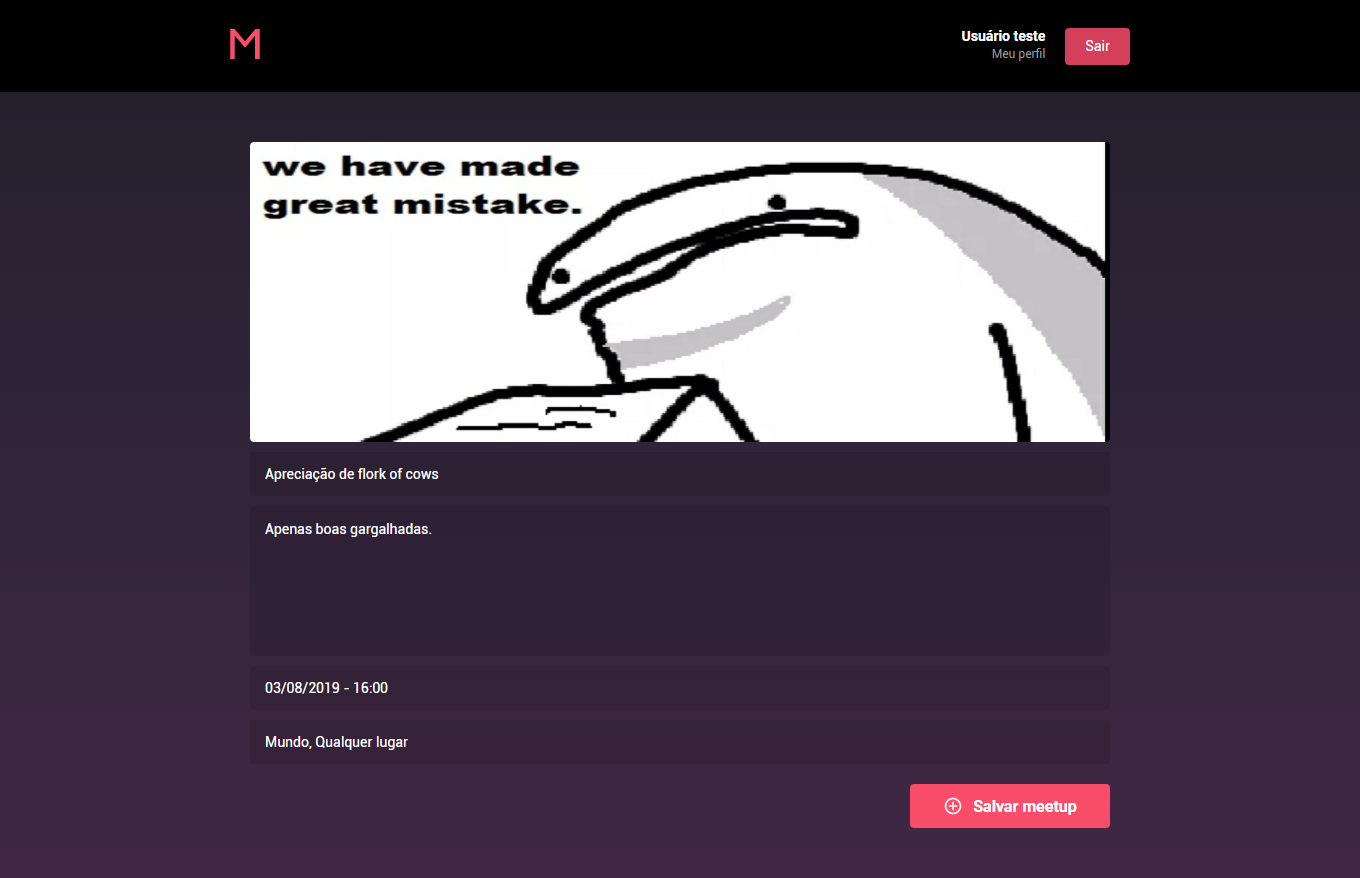 M
Usuário teste
Meu perfil
Sair
we have made
great mistake.
Apreciação de flork of cows
Apenas boas gargalhadas.
03/08/2019 - 16:00
Mundo, Qualquer lugar
Salvar meetup